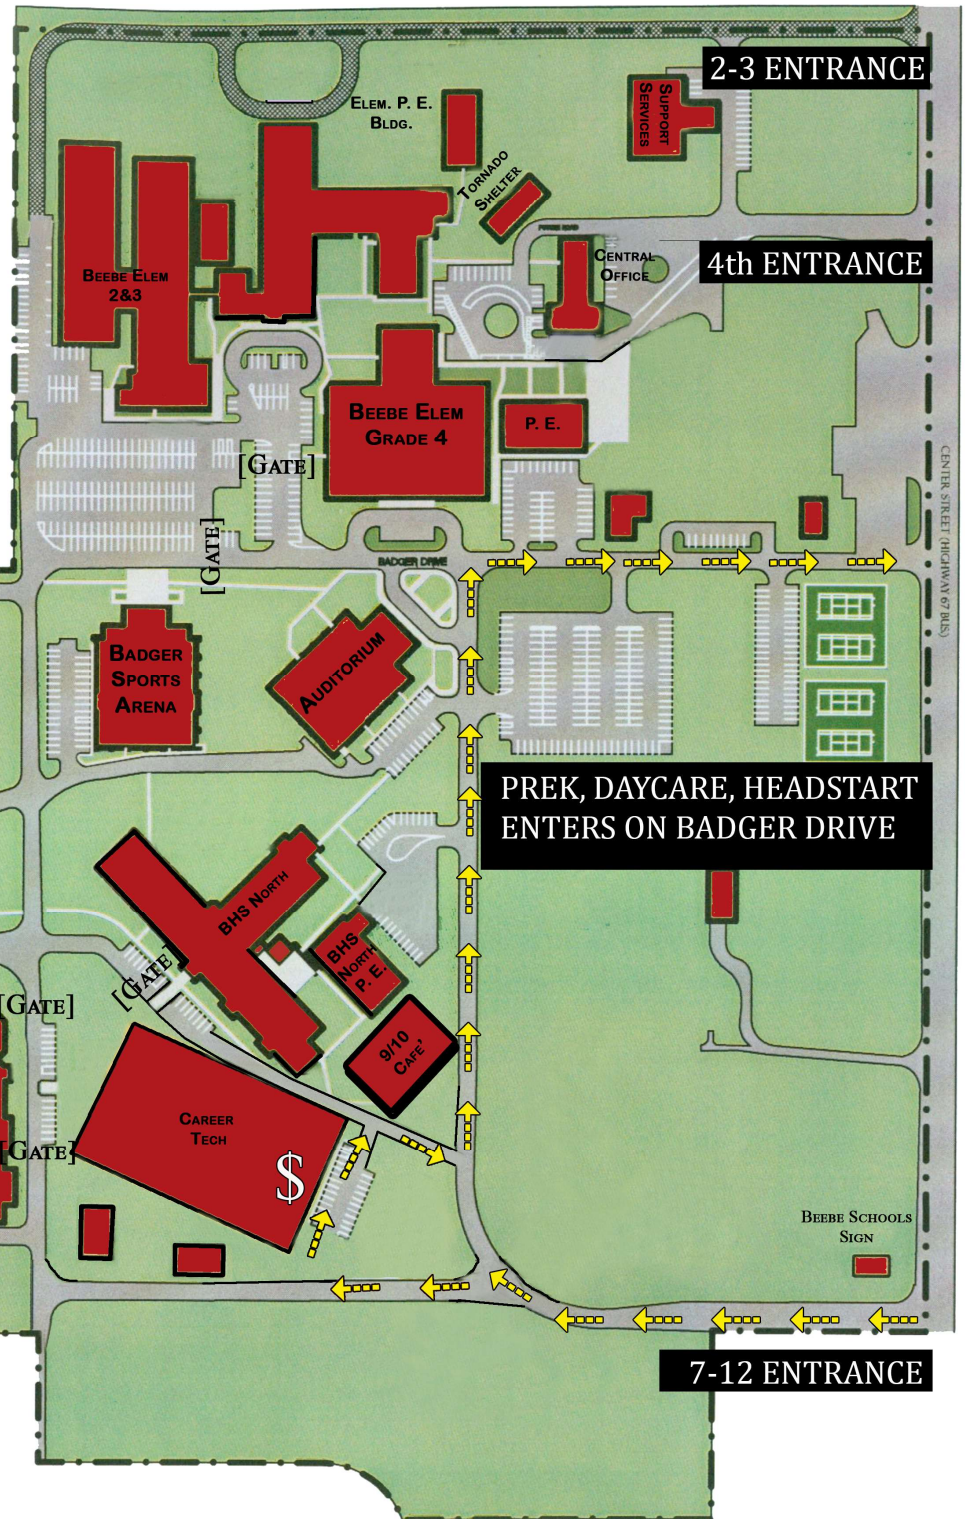 2-3 ENTRANCE
ELEM. P. E.
BLDG.
SUPPORT
SERVICES
TORNADO
SHELTER
POWER ROAD
CENTRAL
OFFICE
4th ENTRANCE
BEEBE ELEM
2&3
BEEBE ELEM
GRADE 4
P. E.
[GATE]
[GATE]
BADGER DRIVE
CENTER STREET (HIGHWAY 67 BUS.)
BADGER
SPORTS
ARENA
AUDITORIUM
PREK, DAYCARE, HEADSTART
ENTERS ON BADGER DRIVE
BHS NORTH
BHS
NORTH
P. E.
[GATE]
[GATE]
9/10
CAFE'
CAREER
TECH
$
[GATE]
BEEBE SCHOOLS
SIGN
7-12 ENTRANCE